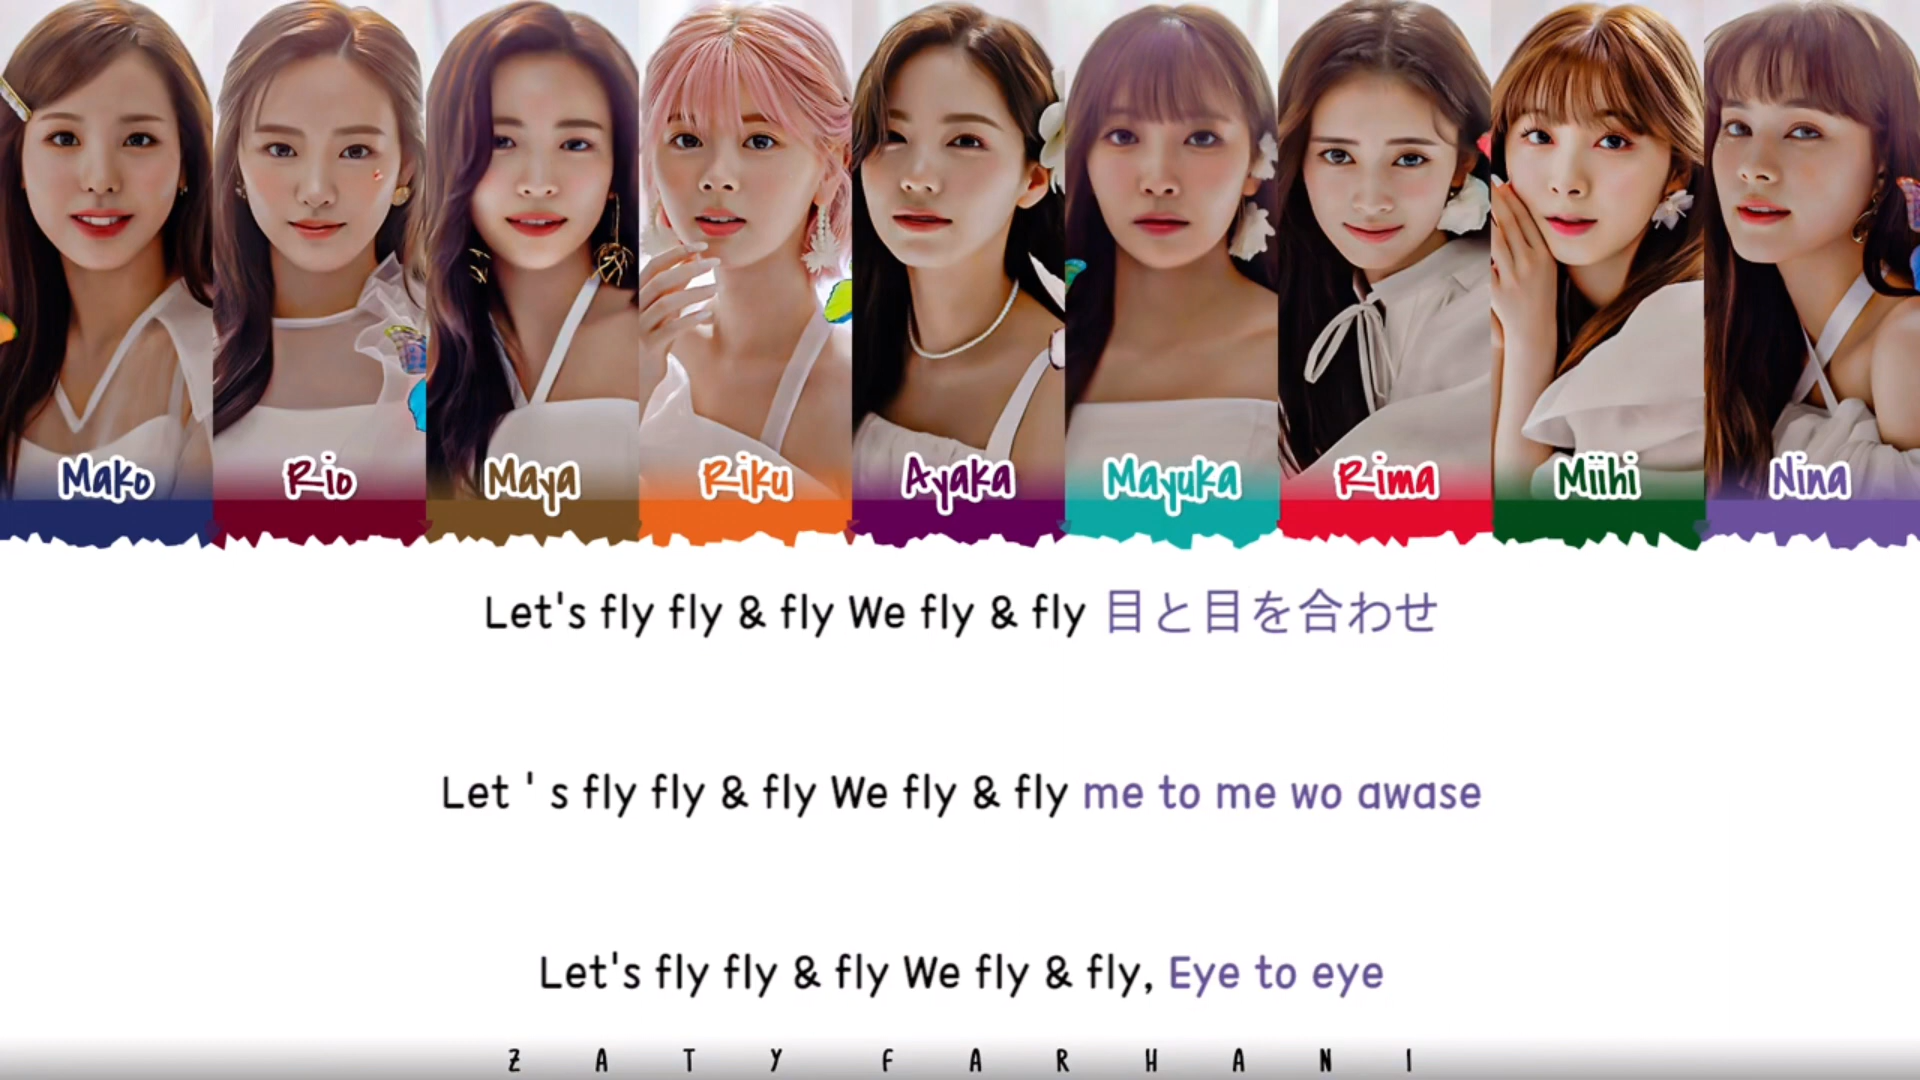 Mako Rio Maya Riku Ayaka Mayuka Rima Miihi Nina
Let's fly fly & fly We fly & fly 目と目を合わせ
Let ' s fly fly & fly We fly & fly me to me wo awase
Let's fly fly & fly We fly & fly, Eye to eye
ZATY FARHANI